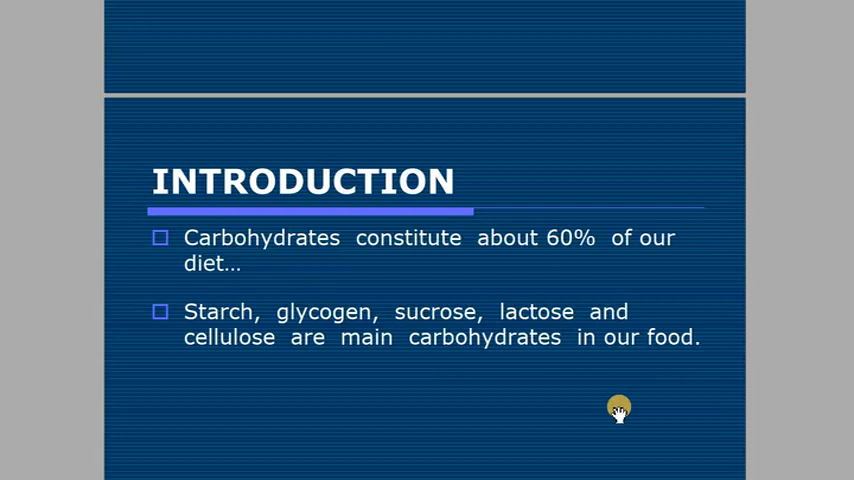 INTRODUCTION
Carbohydrates constitute about 60% of our
diet…
Starch, glycogen, sucrose, lactose and
cellulose are main carbohydrates in our food.